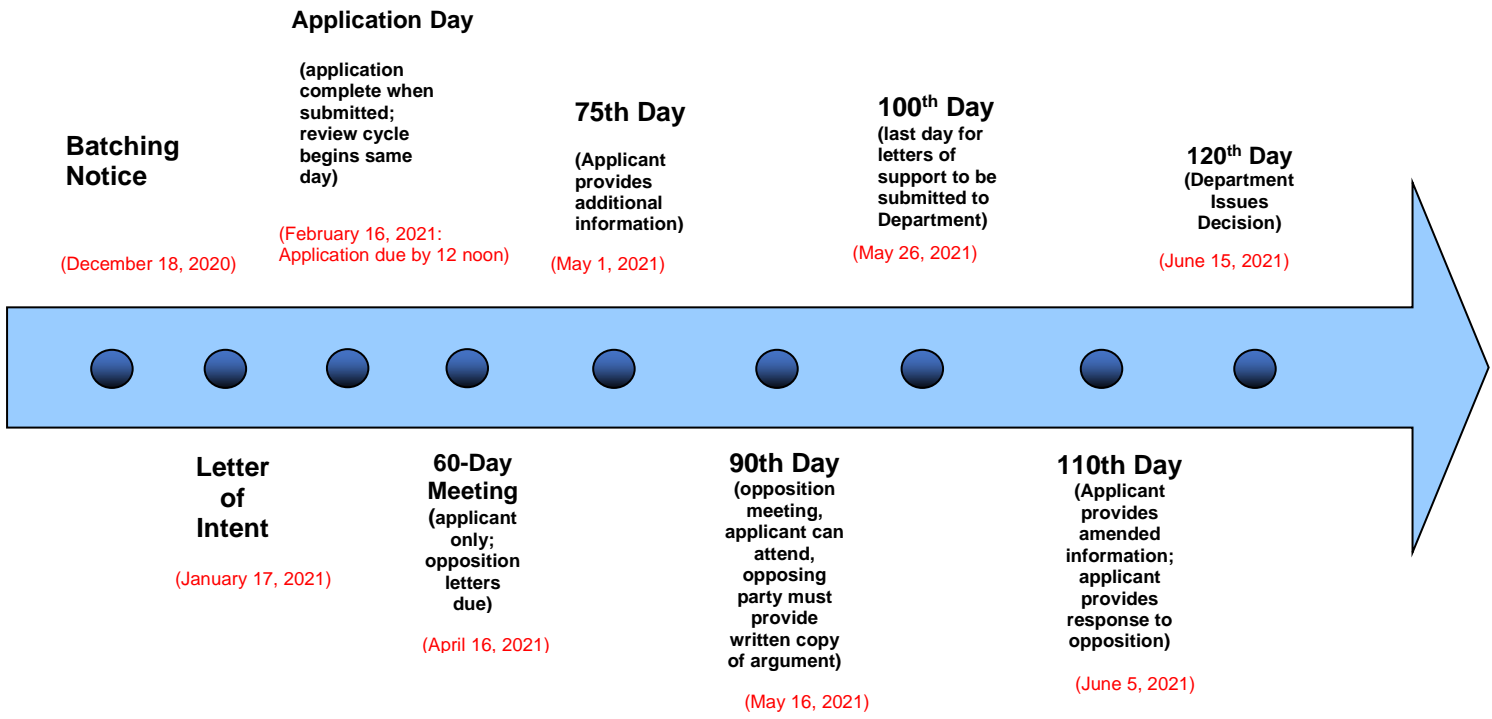 Batching
Notice
(December 18, 2020)
Letter
of
Intent
(January 17, 2021)
Application Day
(application
complete when
submitted;
review cycle
begins same
day)
(February 16, 2021:
Application due by 12 noon)
60-Day
Meeting
(applicant
only;
opposition
letters
due)
(April 16, 2021)
75th Day
(Applicant
provides
additional
information)
(May 1, 2021)
90th Day
(opposition
meeting,
applicant can
attend,
opposing
party must
provide
written copy
of argument)
(May 16, 2021)
100th Day
(last day for
letters of
support to be
submitted to
Department)
(May 26, 2021)
110th Day
(Applicant
provides
amended
information;
applicant
provides
response to
opposition)
(June 5, 2021)
120th Day
(Department
Issues
Decision)
(June 15, 2021)